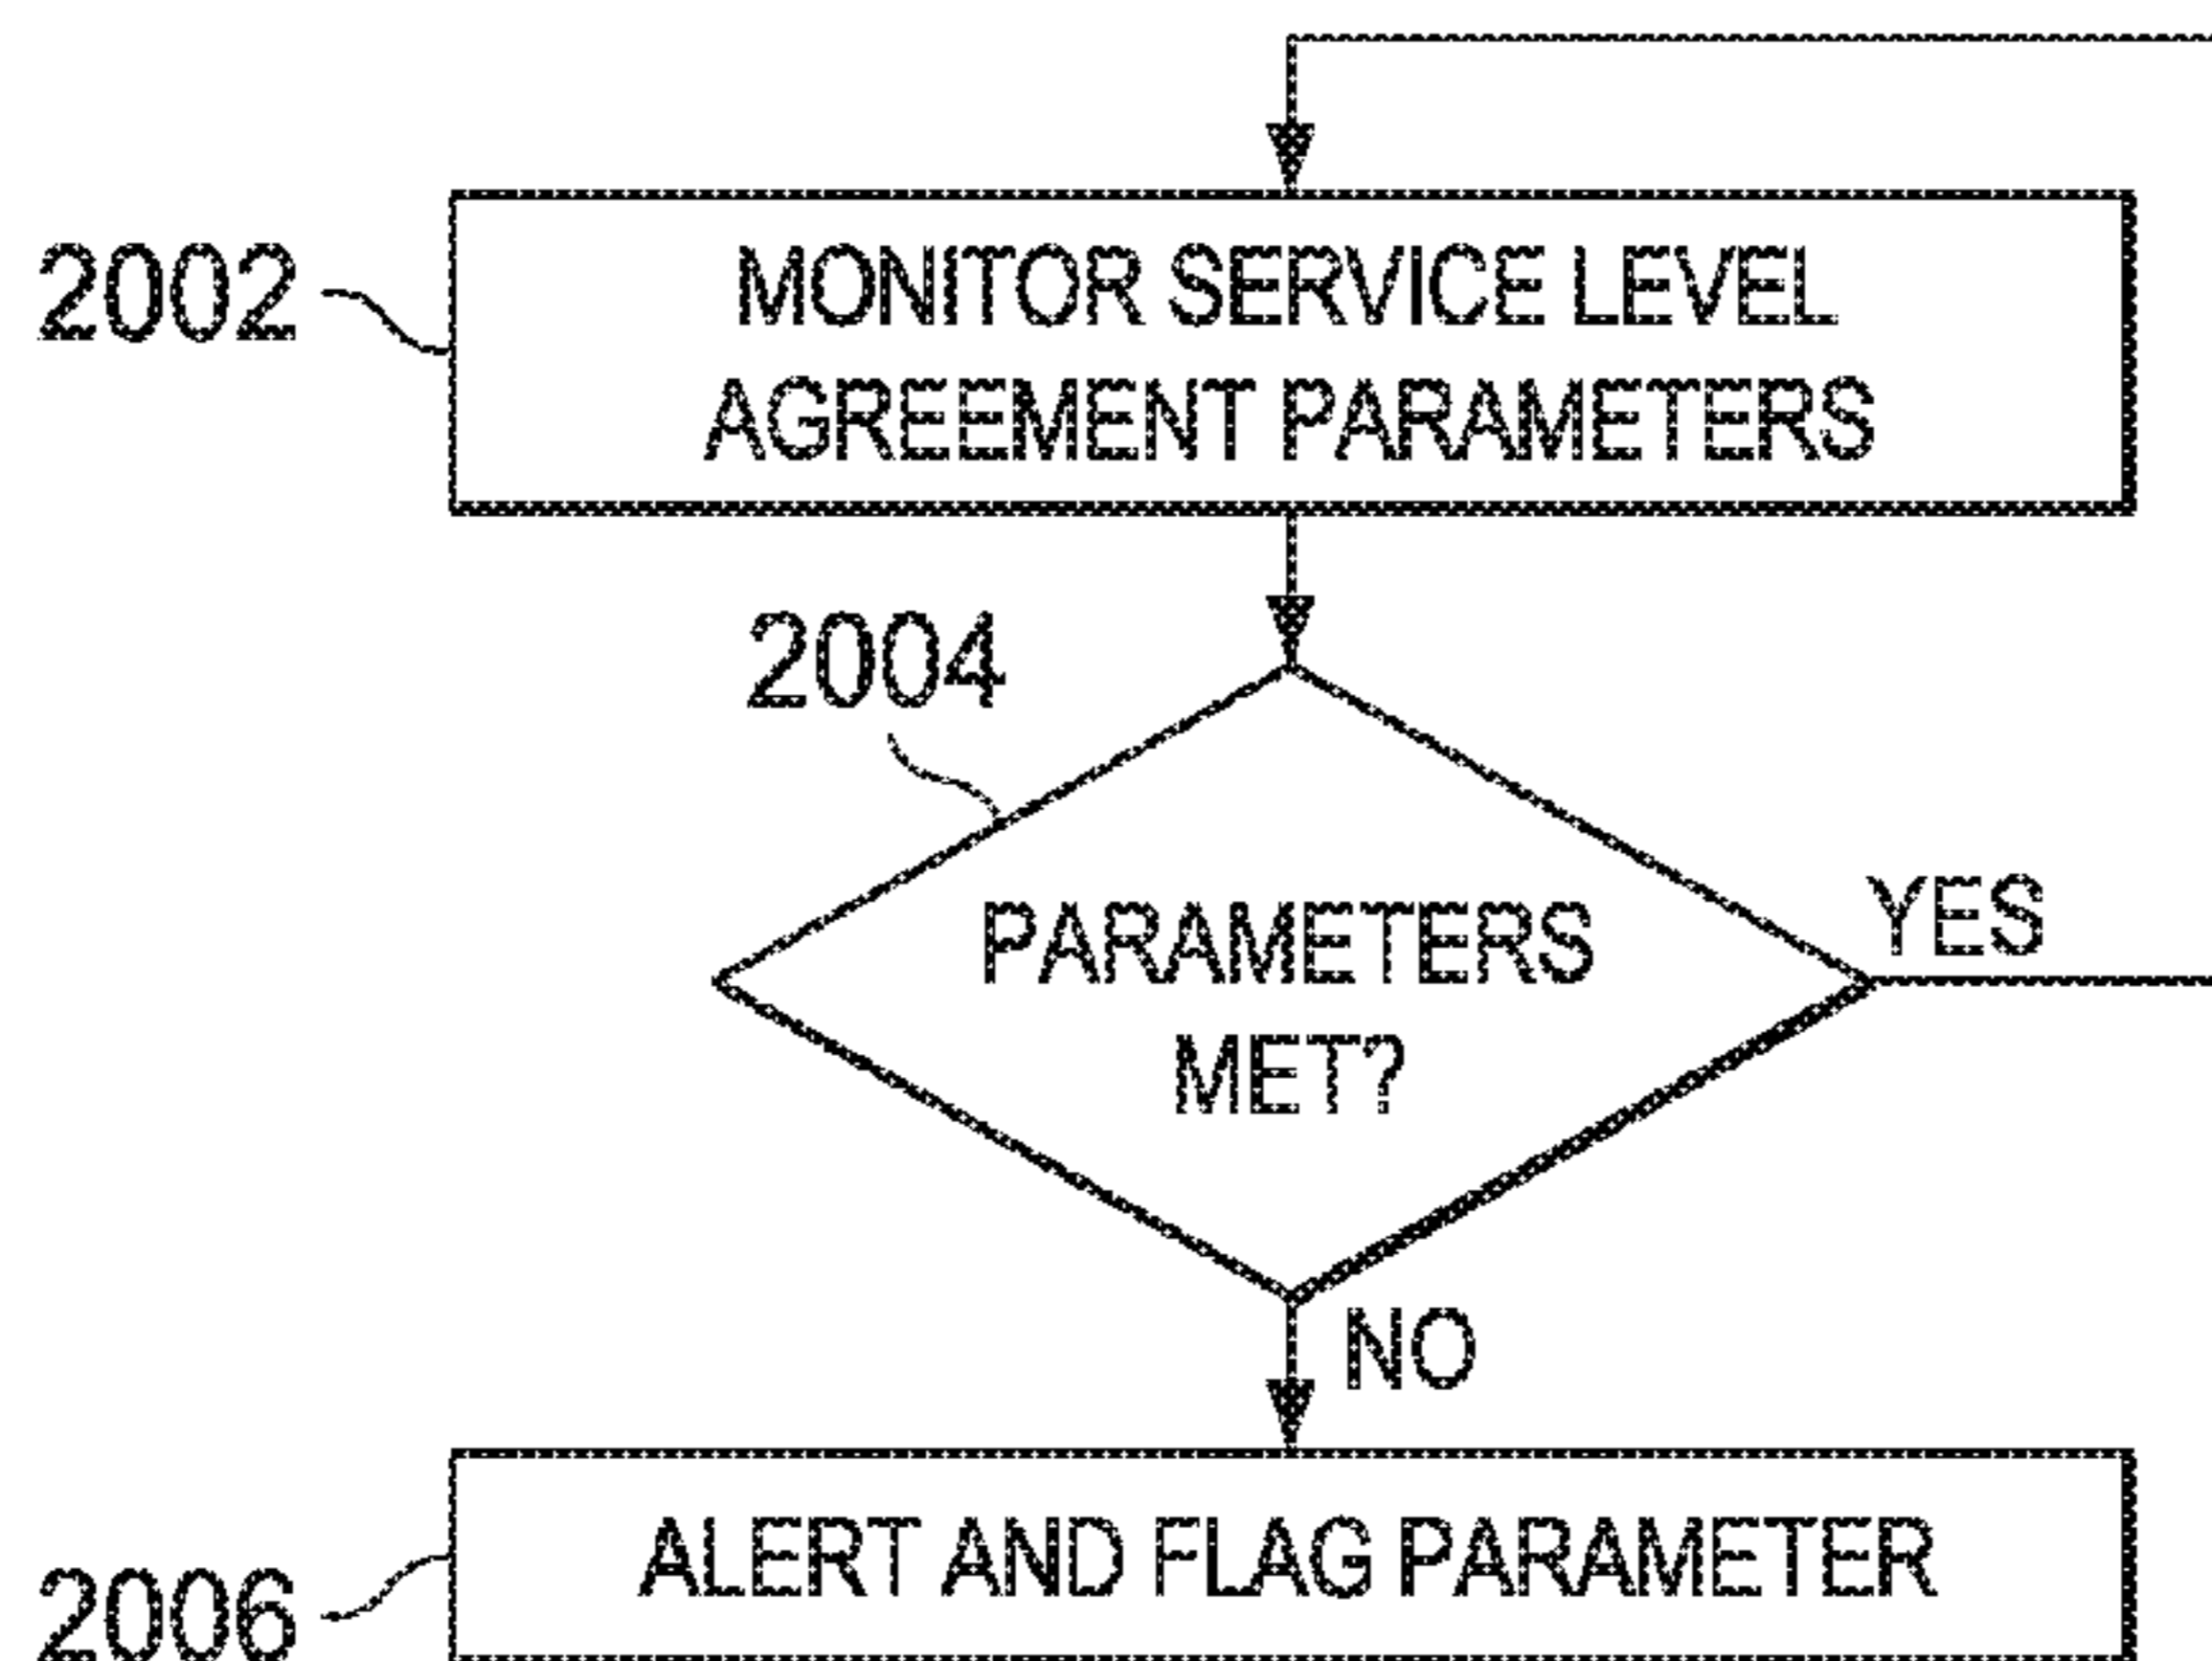 2002
MONITOR SERVICE LEVEL
AGREEMENT PARAMETERS
2004
PARAMETERS
MET?
YES
NO
2006
ALERT AND FLAG PARAMETER